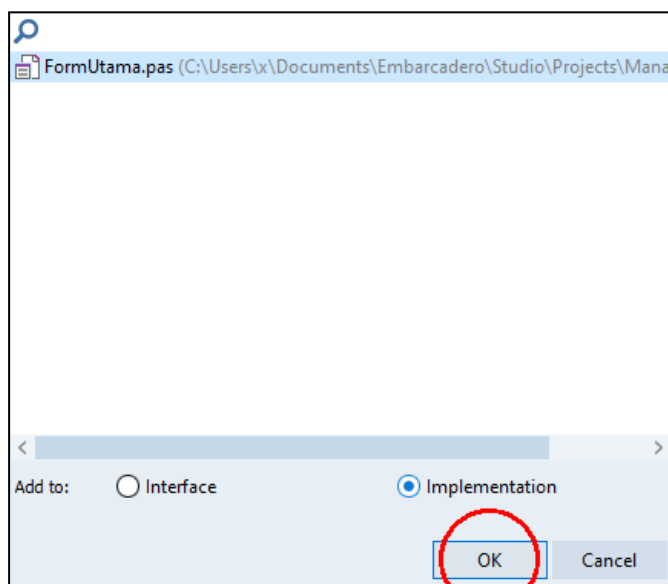 FormUtama.pas (C:\Users\x\Documents\Embarcadero\Studio\Projects\Mana
Add to: Interface Implementation
OK Cancel